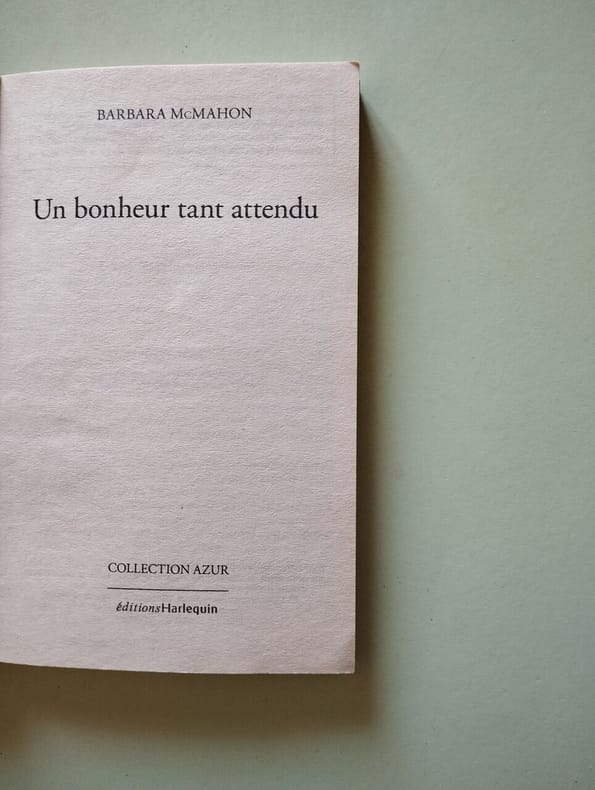 BARBARA McMAHON
Un bonheur tant attendu
COLLECTION AZUR
éditionsHarlequin